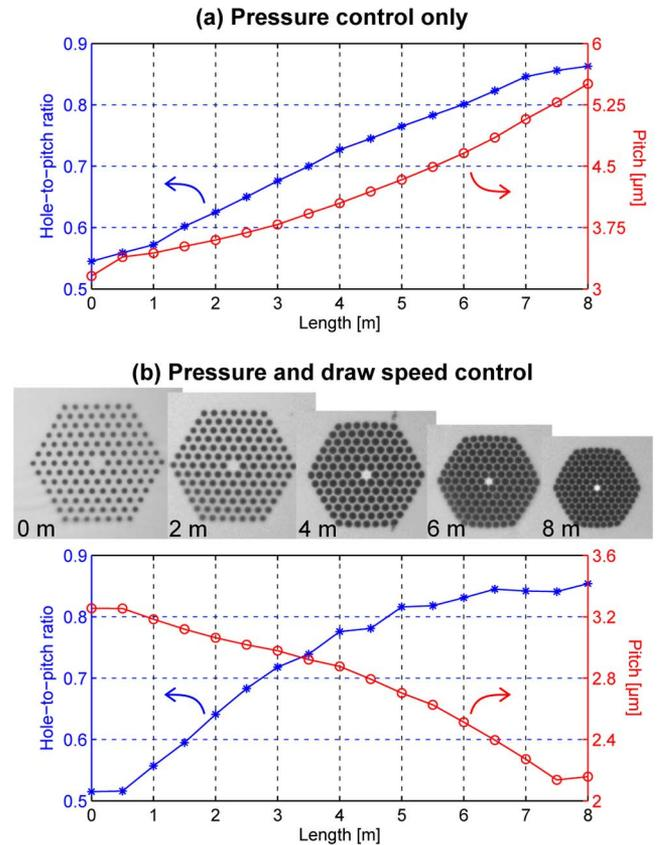 (a) Pressure control only
0.9
0.8
0.7
0.6
0.5
Hole-to-pitch ratio
6
5.25
4.5
3.75
3
Pitch [μm]
0 1 2 3 4 5 6 7 8
Length [m]
(b) Pressure and draw speed control
0 m 2 m 4 m 6 m 8 m
0.9
0.8
0.7
0.6
0.5
Hole-to-pitch ratio
3.6
3.2
2.8
2.4
2
Pitch [μm]
0 1 2 3 4 5 6 7 8
Length [m]